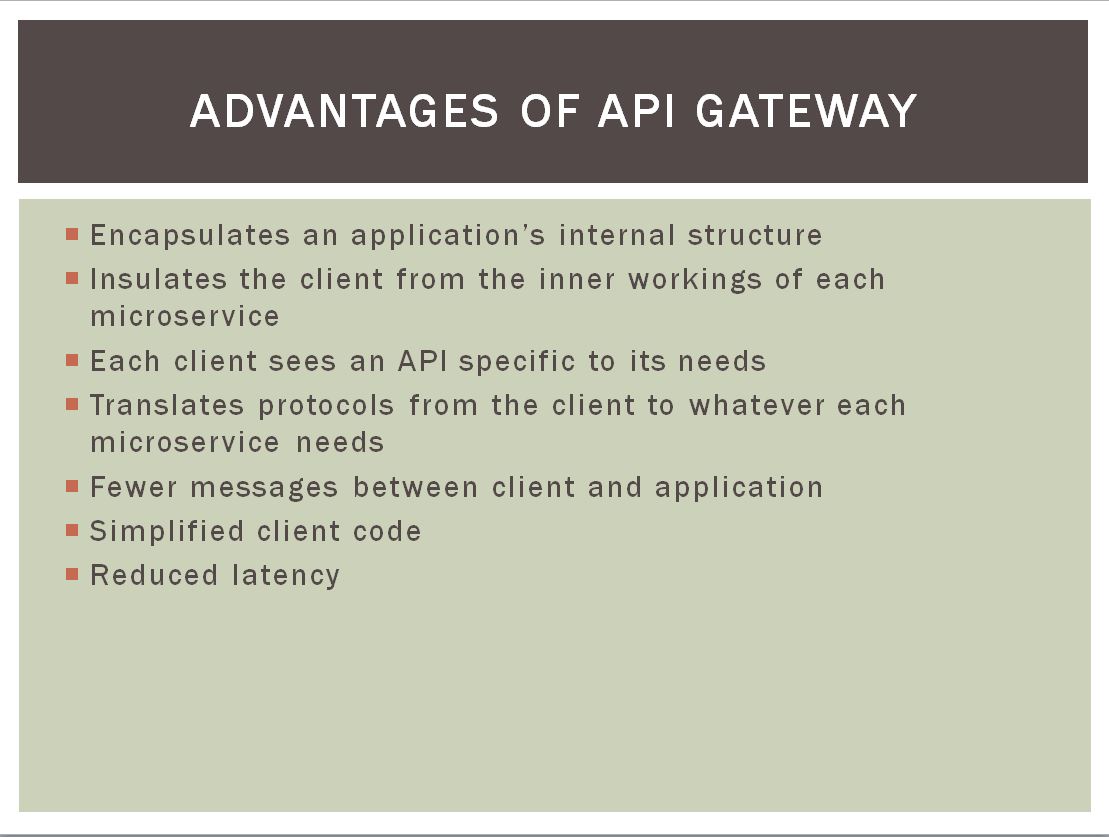 ADVANTAGES OF API GATEWAY
Encapsulates an application’s internal structure
Insulates the client from the inner workings of each
microservice
Each client sees an API specific to its needs
Translates protocols from the client to whatever each
microservice needs
Fewer messages between client and application
Simplified client code
Reduced latency